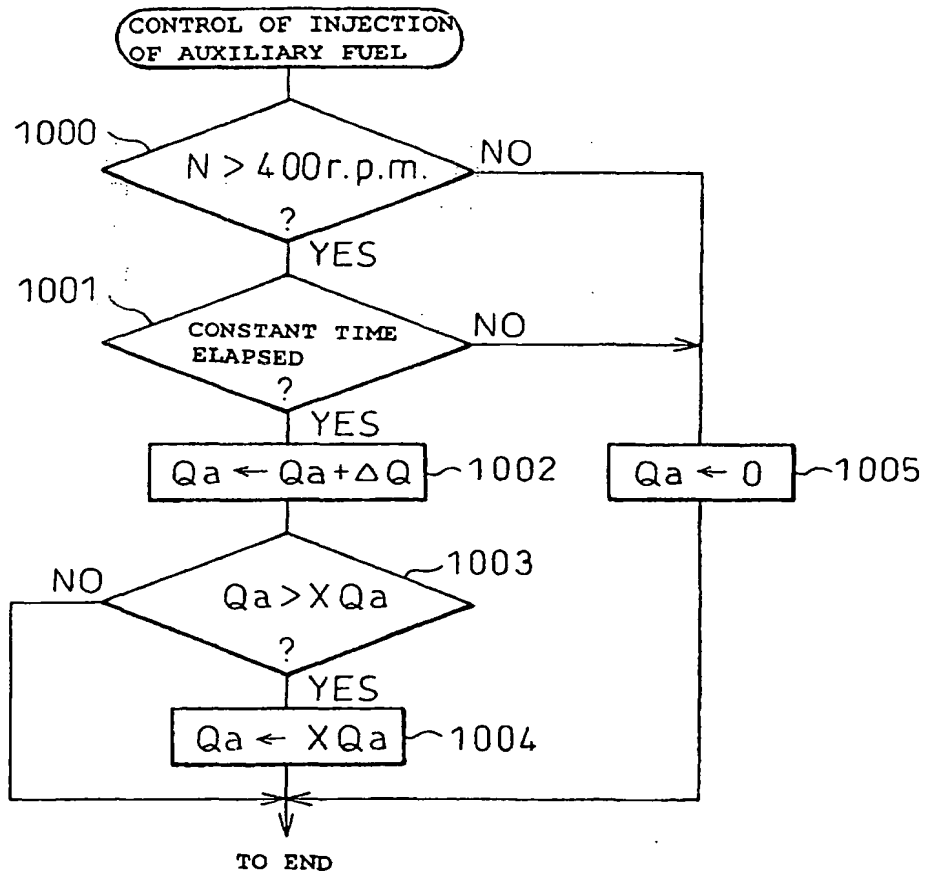 CONTROL OF INJECTION
OF AUXILIARY FUEL
1000
N > 400 r.p.m.
?
NO
YES
1001
CONSTANT TIME
ELAPSED
?
NO
YES
Qa ← Qa + ΔQ
1002
Qa ← 0
1005
1003
NO
Qa > XQa
?
YES
Qa ← XQa
1004
TO END